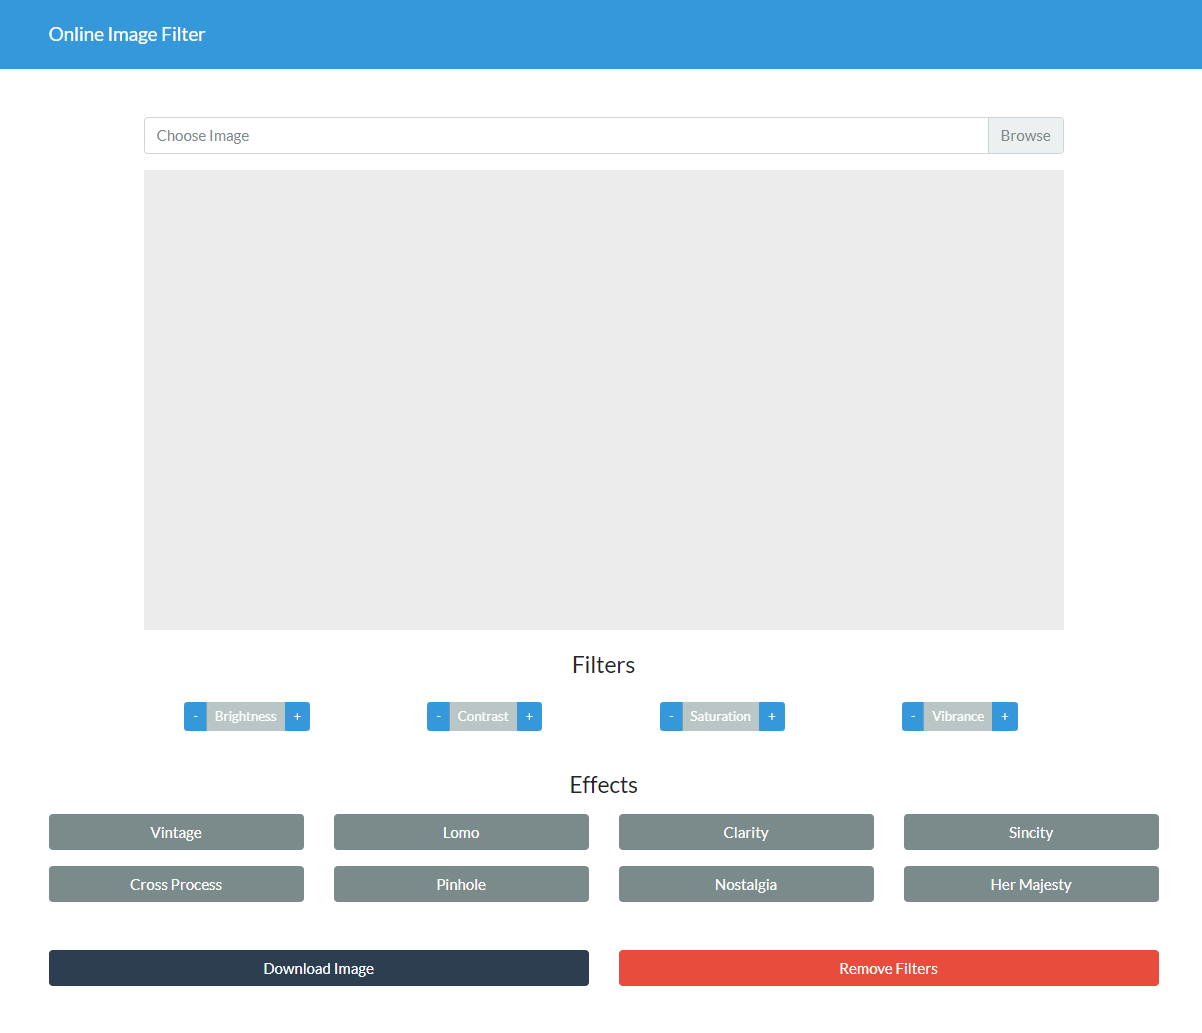 Online Image Filter
Choose Image Browse
Filters
- Brightness + - Contrast + - Saturation + - Vibrance +
Effects
Vintage Lomo Clarity Sincity
Cross Process Pinhole Nostalgia Her Majesty
Download Image Remove Filters